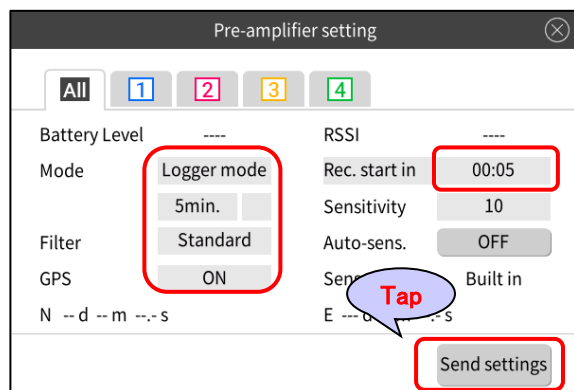 Pre-amplifier setting
All 1 2 3 4
Battery Level ---- RSSI ----
Mode Logger mode Rec. start in 00:05
5min. Sensitivity 10
Filter Standard Auto-sens. OFF
GPS ON Sen Built in
Tap
N -- d -- m --.- s E --- d .- s
Send settings